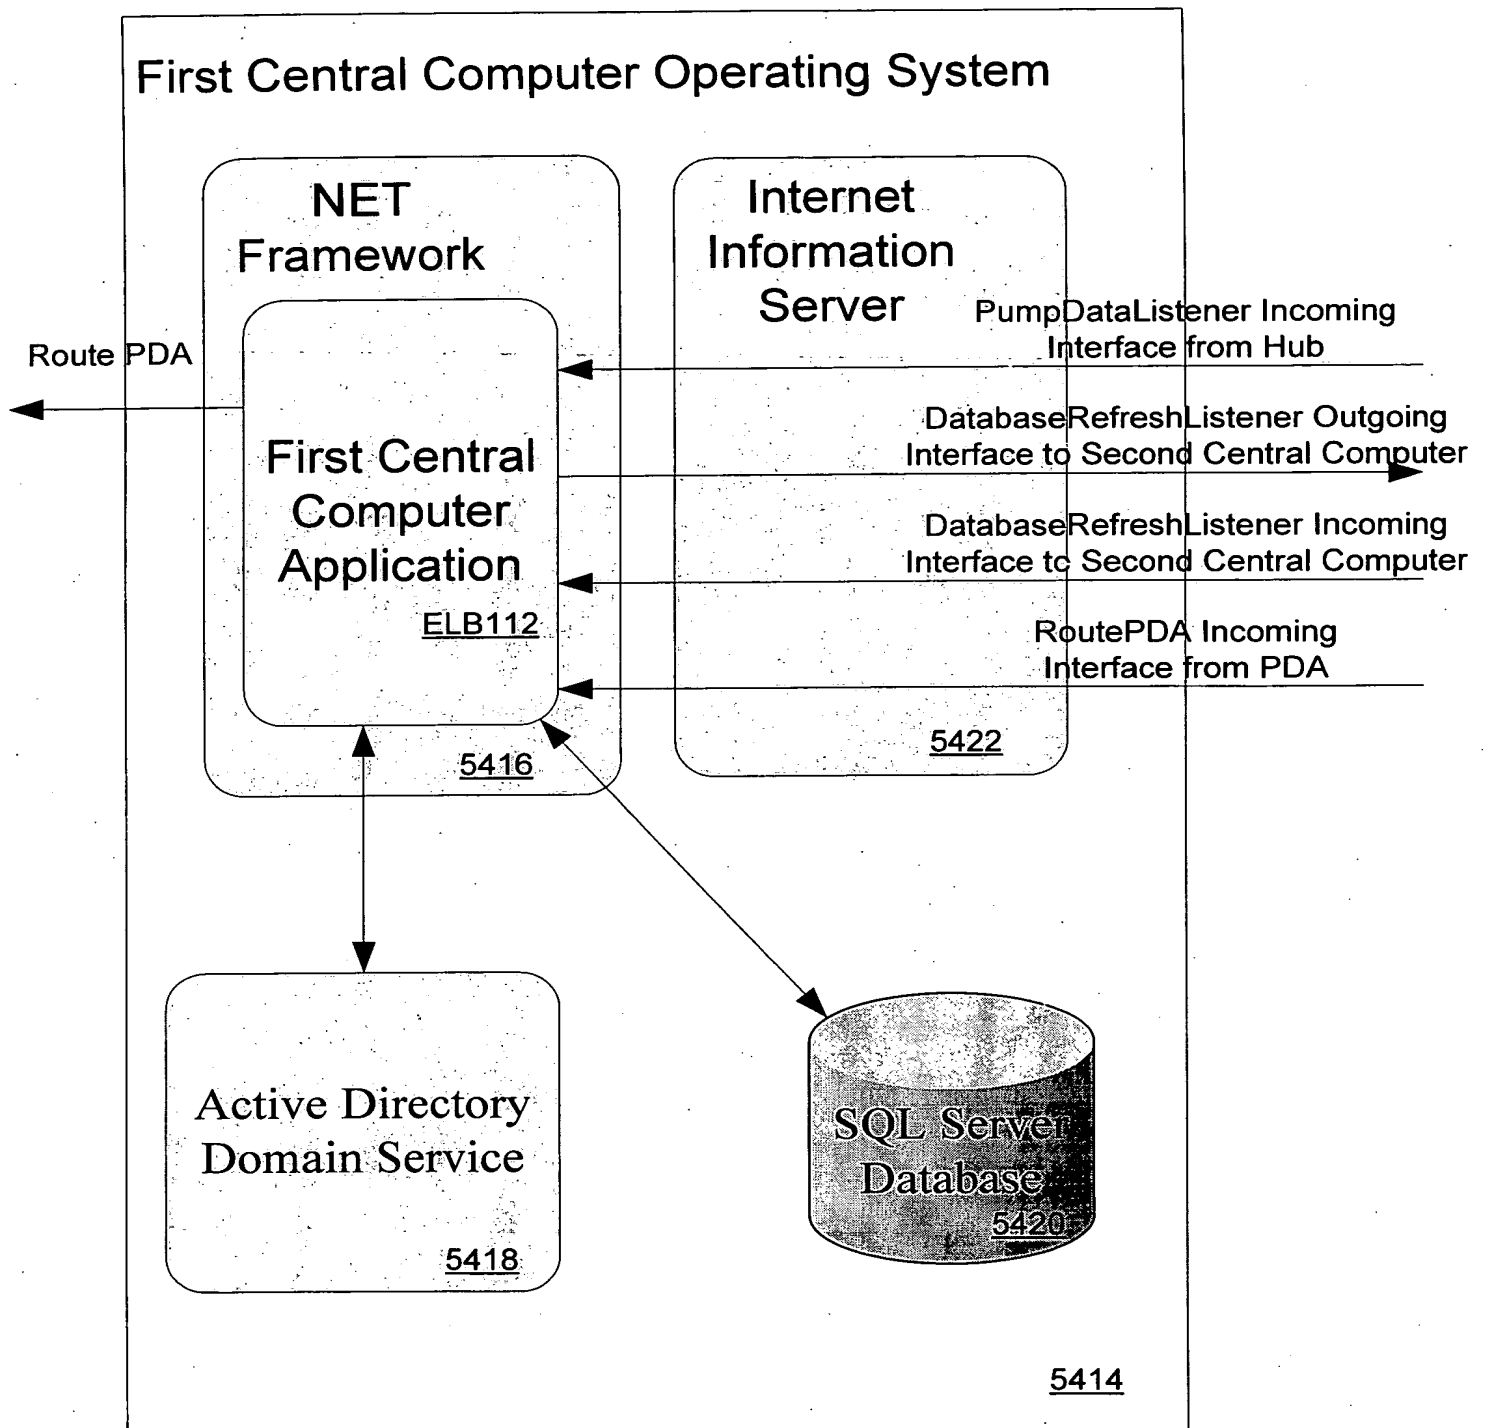 First Central Computer Operating System
NET
Framework
Internet
Information
Server
PumpDataListener Incoming
Interface from Hub
Route PDA
DatabaseRefreshListener Outgoing
Interface to Second Central Computer
First Central
Computer
Application
ELB112
DatabaseRefreshListener Incoming
Interface to Second Central Computer
RoutePDA Incoming
Interface from PDA
5422
5416
Active Directory
Domain Service
5418
SQL Server
Database
5420
5414